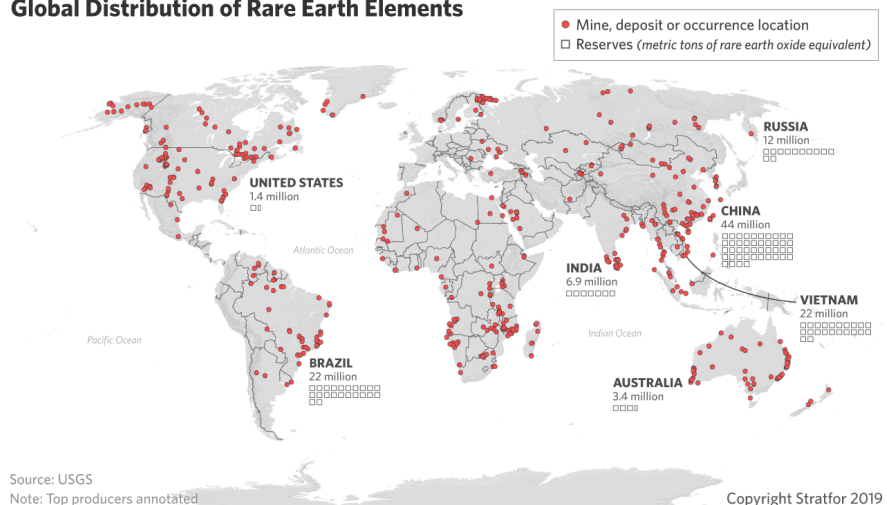 Global Distribution of Rare Earth Elements
Mine, deposit or occurrence location
Reserves (metric tons of rare earth oxide equivalent)
RUSSIA
12 million
UNITED STATES
1.4 million
CHINA
44 million
Atlantic Ocean
INDIA
6.9 million
VIETNAM
22 million
Pacific Ocean
Indian Ocean
BRAZIL
22 million
AUSTRALIA
3.4 million
Source: USGS
Note: Top producers annotated
Copyright Stratfor 2019